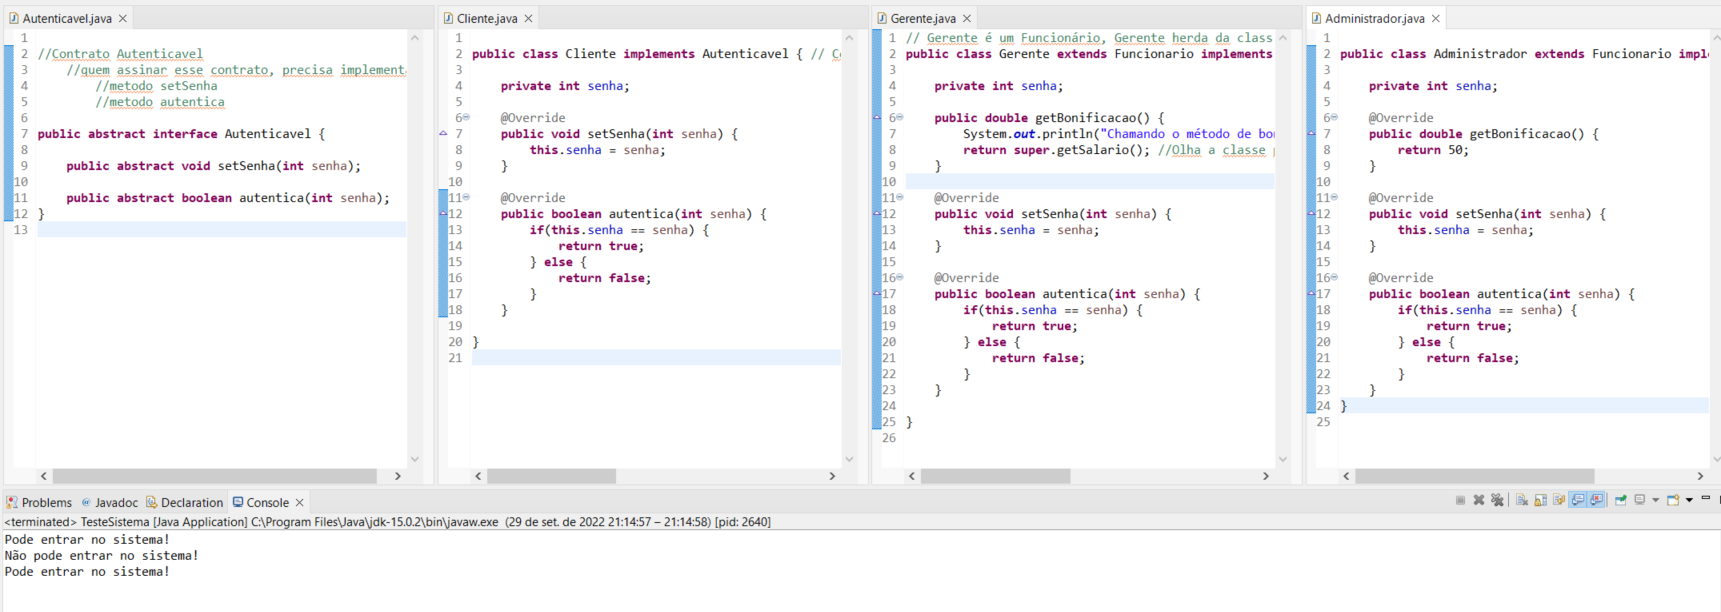 Autenticavel.java
1
2 //Contrato Autenticavel
3 //quem assinar esse contrato, precisa
4 //metodo setSenha
5 //metodo autentica
6
7 public abstract interface Autenticavel {
8
9 public abstract void setSenha(int senha);
10
11 public abstract boolean autentica(int senha);
12 }
13
Cliente.java
1
2 public class Cliente implements Autenticavel { //
3
4 private int senha;
5
6 @Override
7 public void setSenha(int senha) {
8 this.senha = senha;
9 }
10
11 @Override
12 public boolean autentica(int senha) {
13 if(this.senha == senha) {
14 return true;
15 } else {
16 return false;
17 }
18 }
19
20 }
21
Gerente.java
1 // Gerente é um Funcionário, Gerente herda da class
2 public class Gerente extends Funcionario implements
3
4 private int senha;
5
6 public double getBonificacao() {
7 System.out.println("Chamando o método de
8 return super.getSalario(); //Olha a classe
9 }
10
11 @Override
12 public void setSenha(int senha) {
13 this.senha = senha;
14 }
15
16 @Override
17 public boolean autentica(int senha) {
18 if(this.senha == senha) {
19 return true;
20 } else {
21 return false;
22 }
23 }
24
25 }
26
Administrador.java
1
2 public class Administrador extends Funcionario
3
4 private int senha;
5
6 @Override
7 public double getBonificacao() {
8 return 50;
9 }
10
11 @Override
12 public void setSenha(int senha) {
13 this.senha = senha;
14 }
15
16 @Override
17 public boolean autentica(int senha) {
18 if(this.senha == senha) {
19 return true;
20 } else {
21 return false;
22 }
23 }
24 }
25
Problems @ Javadoc Declaration Console
<terminated> TesteSistema [Java Application] C:\Program Files\Java\jdk-15.0.2\bin\javaw.exe (29 de set. de 2022 21:14:57 – 21:14:58) [pid: 2640]
Pode entrar no sistema!
Não pode entrar no sistema!
Pode entrar no sistema!